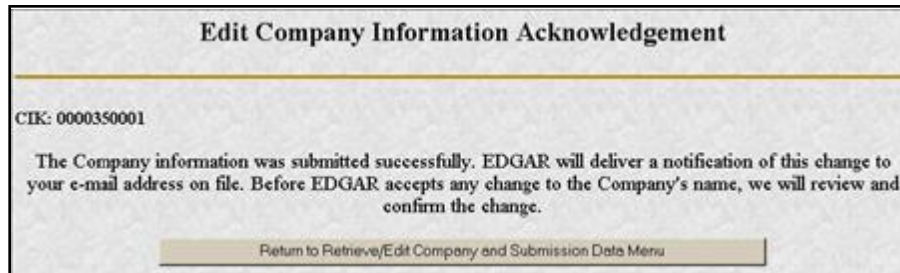 Edit Company Information Acknowledgement
CIK: 0000350001
The Company information was submitted successfully. EDGAR will deliver a notification of this change to
your e-mail address on file. Before EDGAR accepts any change to the Company's name, we will review and
confirm the change.
Return to Retrieve/Edit Company and Submission Data Menu